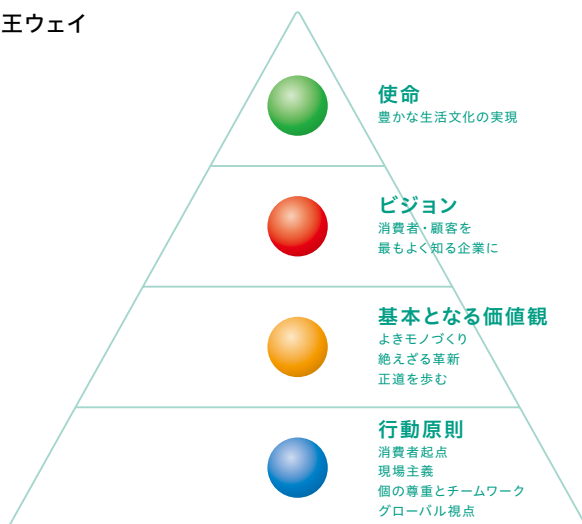 王ウェイ
使命
豊かな生活文化の実現
ビジョン
消費者・顧客を
最もよく知る企業に
基本となる価値観
よきモノづくり
絶えざる革新
正道を歩む
行動原則
消費者起点
現場主義
個の尊重とチームワーク
グローバル視点